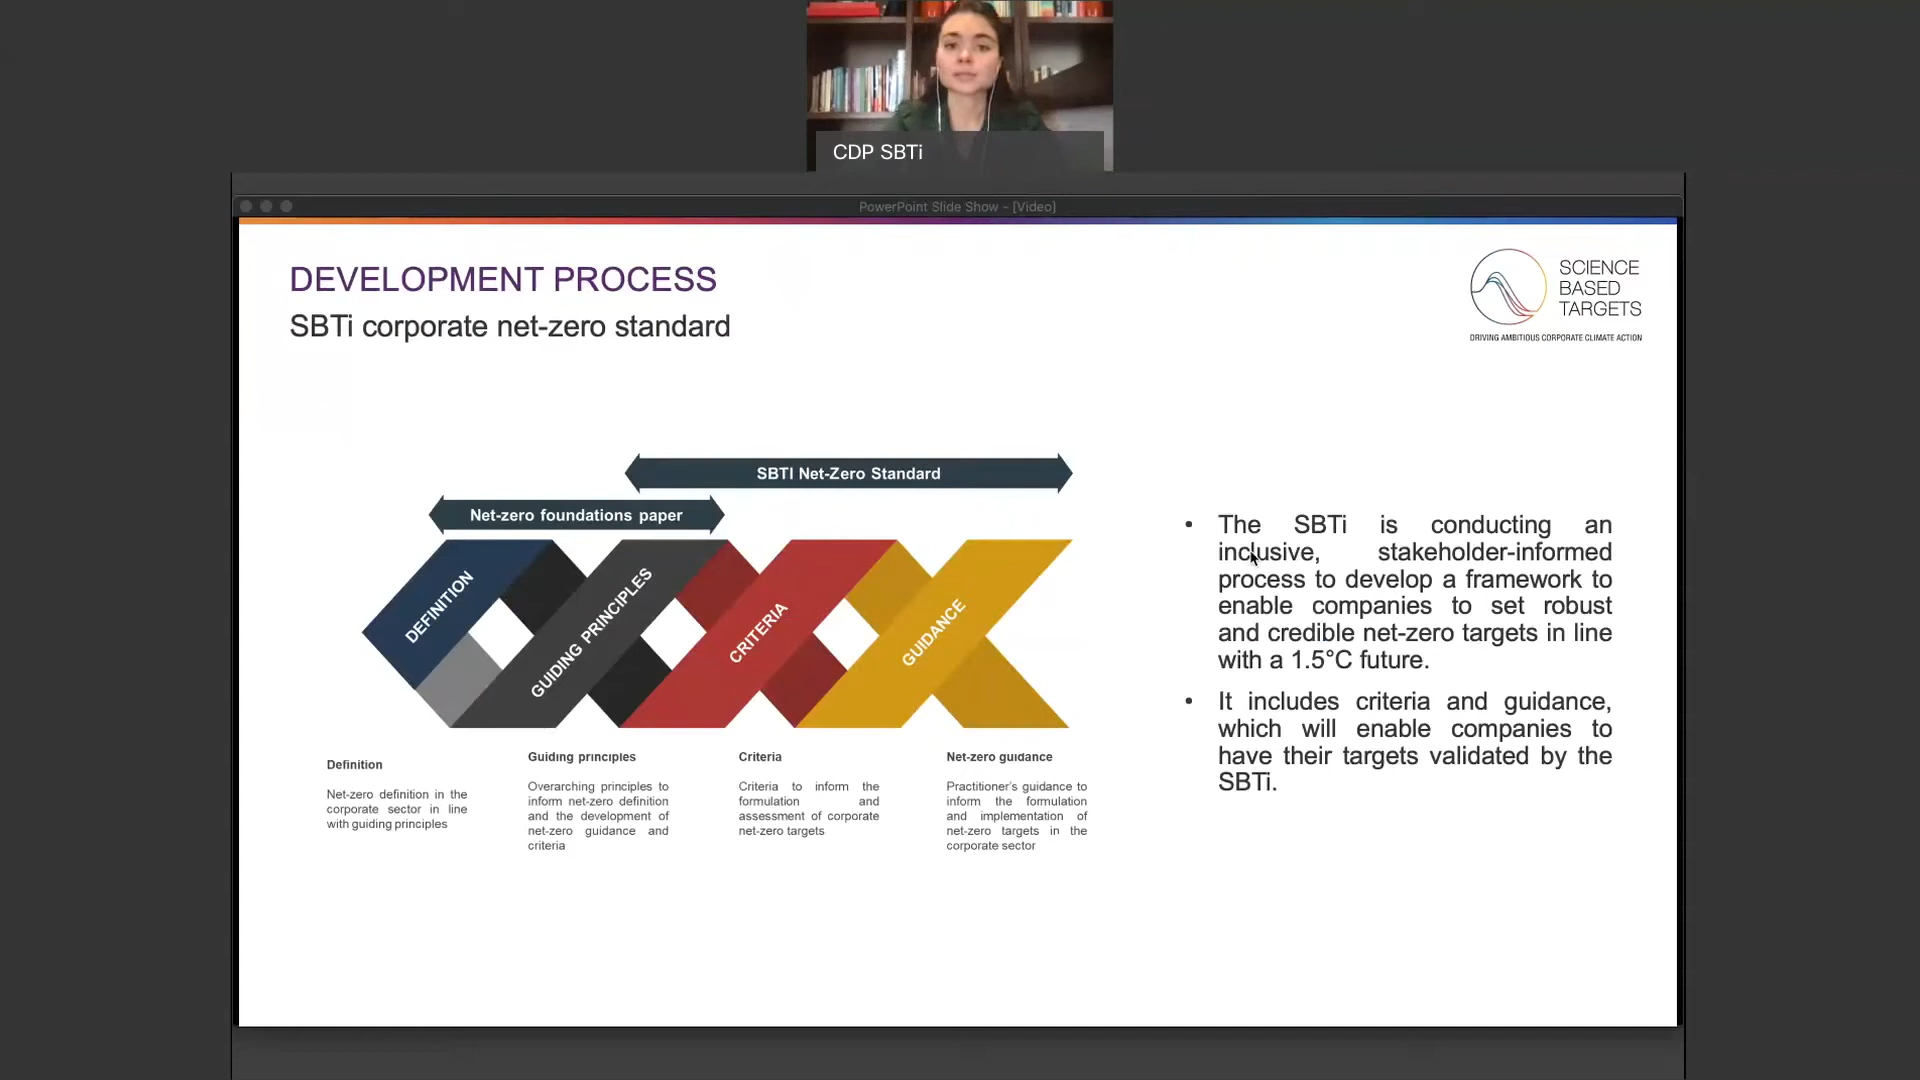 CDP SBTi
PowerPoint Slide Show - [Video]
DEVELOPMENT PROCESS
SBTi corporate net-zero standard
SCIENCE
BASED
TARGETS
DRIVING AMBITIOUS CORPORATE CLIMATE ACTION
SBTI Net-Zero Standard
Net-zero foundations paper
DEFINITION
GUIDING PRINCIPLES
CRITERIA
GUIDANCE
Definition
Net-zero definition in the
corporate sector in line
with guiding principles
Guiding principles
Overarching principles to
inform net-zero definition
and the development of
net-zero guidance and
criteria
Criteria
Criteria to inform the
formulation and
assessment of corporate
net-zero targets
Net-zero guidance
Practitioner's guidance to
inform the formulation
and implementation of
net-zero targets in the
corporate sector
• The SBTi is conducting an
inclusive, stakeholder-informed
process to develop a framework to
enable companies to set robust
and credible net-zero targets in line
with a 1.5°C future.
• It includes criteria and guidance,
which will enable companies to
have their targets validated by the
SBTi.